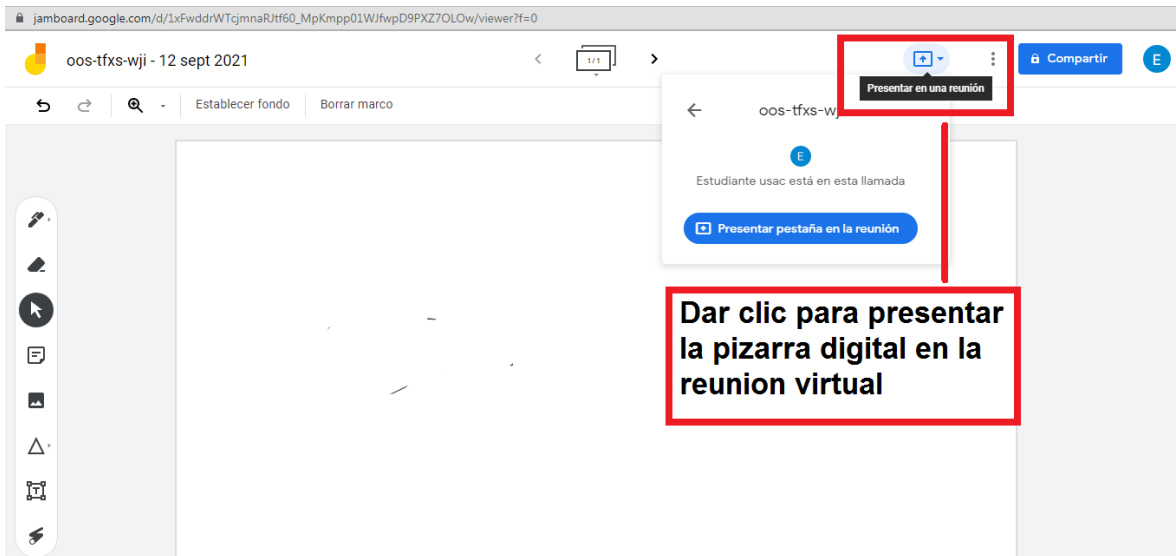 jamboard.google.com/d/1xFwddrWTcjmnaRJtf60_MpKmpp01WJfwpD9PXZ7OLOw/viewer?f=0
oos-tfxs-wji - 12 sept 2021
1/1
Compartir
E
Presentar en una reunión
Establecer fondo
Borrar marco
oos-tfxs-wj
E
Estudiante usac está en esta llamada
Presentar pestaña en la reunión
Dar clic para presentar
la pizarra digital en la
reunion virtual